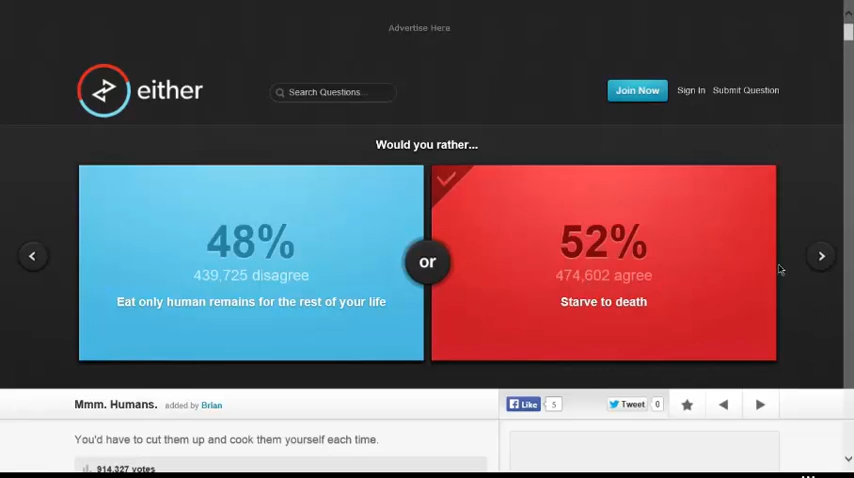 Advertise Here
either
Search Questions...
Join Now
Sign In
Submit Question
Would you rather...
48%
439,725 disagree
Eat only human remains for the rest of your life
or
52%
474,602 agree
Starve to death
Mmm. Humans. added by Brian
Like 5
Tweet 0
You'd have to cut them up and cook them yourself each time.
914,327 votes